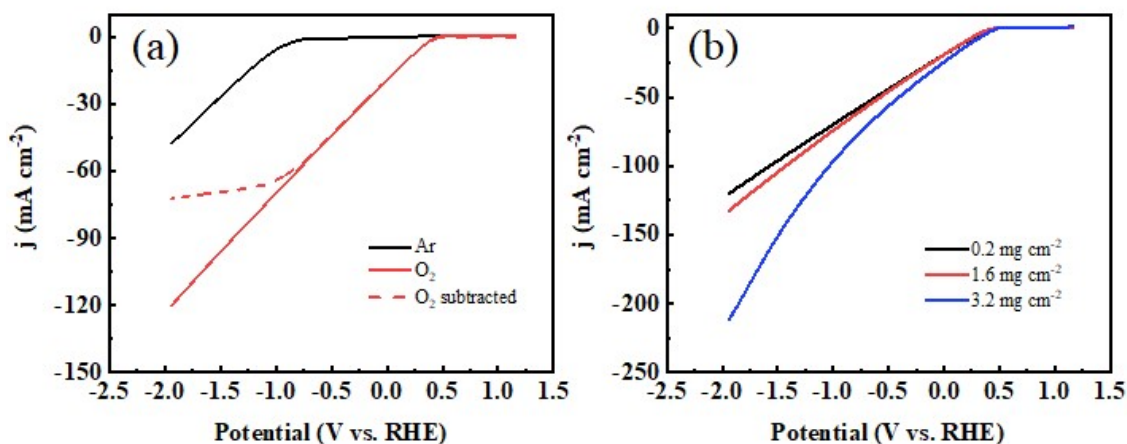 (a)
0
-30
-60
-90
-120
-150
j (mA cm⁻²)
Ar
O₂
O₂ subtracted
-2.5 -2.0 -1.5 -1.0 -0.5 0.0 0.5 1.0 1.5
Potential (V vs. RHE)
(b)
0
-50
-100
-150
-200
-250
j (mA cm⁻²)
0.2 mg cm⁻²
1.6 mg cm⁻²
3.2 mg cm⁻²
-2.5 -2.0 -1.5 -1.0 -0.5 0.0 0.5 1.0 1.5
Potential (V vs. RHE)